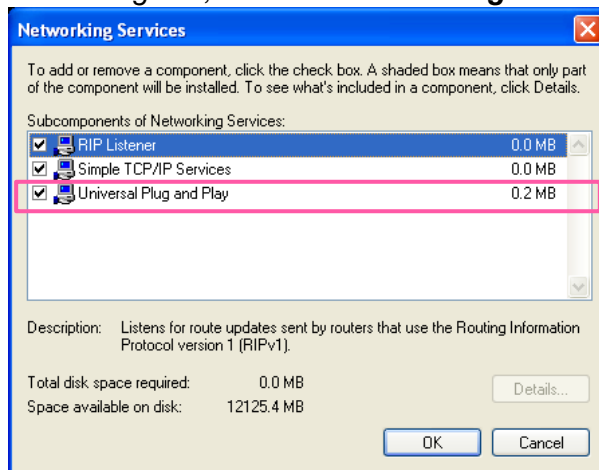 Networking Services
To add or remove a component, click the check box. A shaded box means that only part
of the component will be installed. To see what's included in a component, click Details.
Subcomponents of Networking Services:
RIP Listener 0.0 MB
Simple TCP/IP Services 0.0 MB
Universal Plug and Play 0.2 MB
Description: Listens for route updates sent by routers that use the Routing Information
Protocol version 1 (RIPv1).
Total disk space required: 0.0 MB
Details...
Space available on disk: 12125.4 MB
OK Cancel